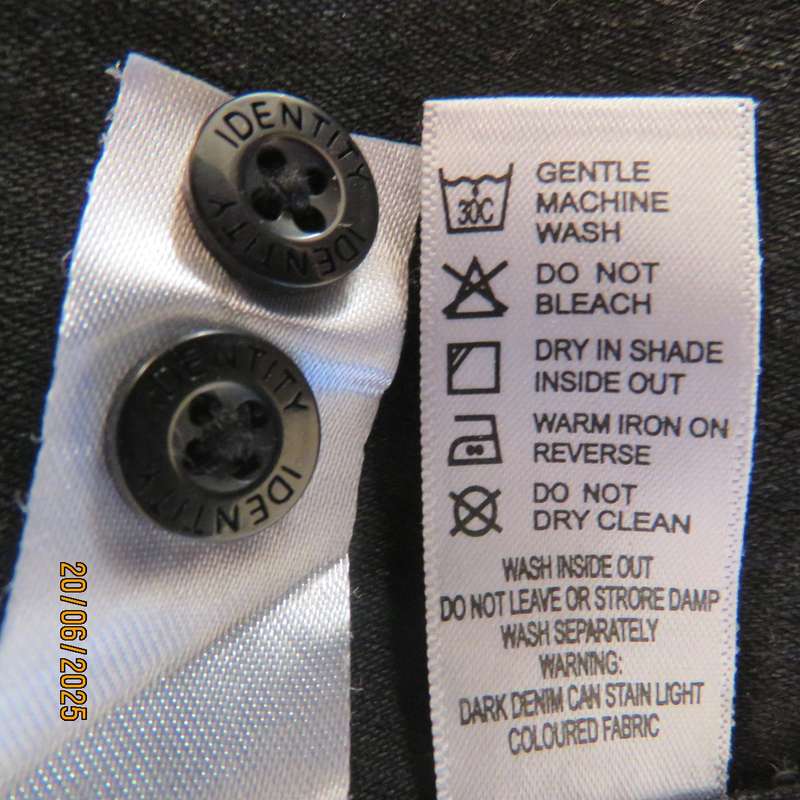 IDENTITY IDENTITY
IDENTITY IDENTITY
30C
GENTLE
MACHINE
WASH
DO NOT
BLEACH
DRY IN SHADE
INSIDE OUT
WARM IRON ON
REVERSE
DO NOT
DRY CLEAN
WASH INSIDE OUT
DO NOT LEAVE OR STRORE DAMP
WASH SEPARATELY
WARNING:
DARK DENIM CAN STAIN LIGHT
COLOURED FABRIC
20/06/2025